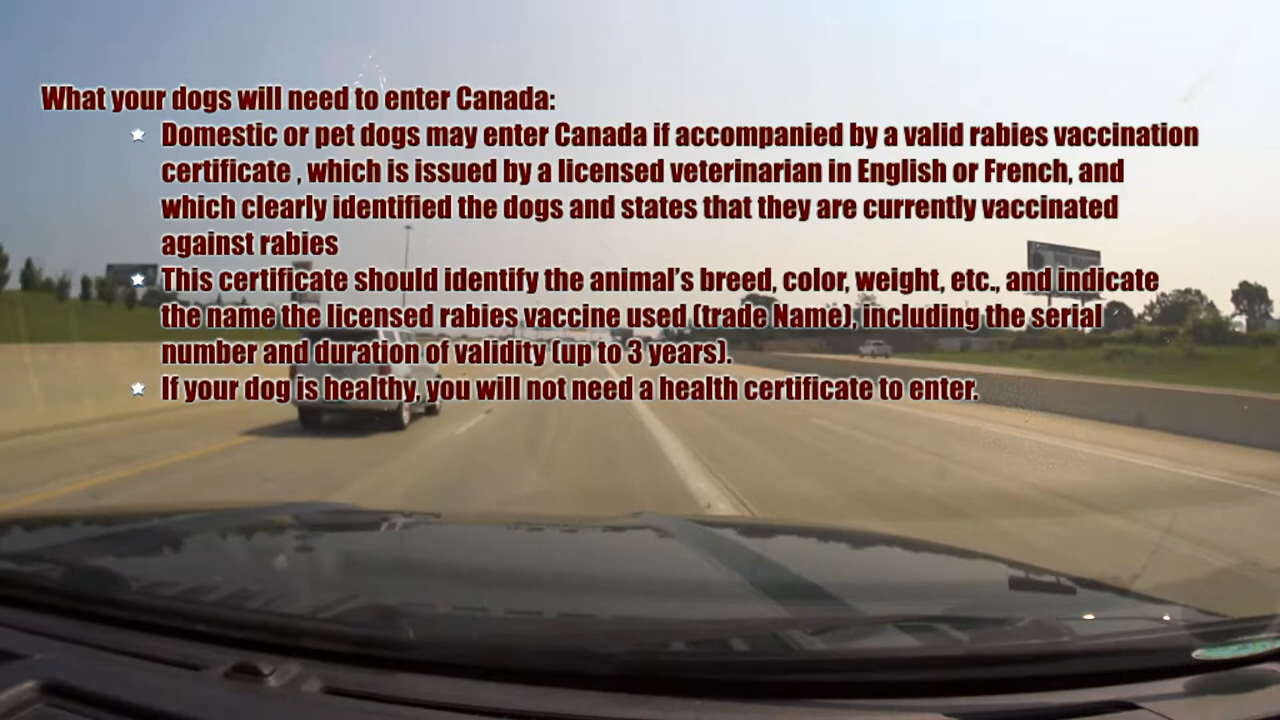 What your dogs will need to enter Canada:
Domestic or pet dogs may enter Canada if accompanied by a valid rabies vaccination
certificate , which is issued by a licensed veterinarian in English or French, and
which clearly identified the dogs and states that they are currently vaccinated
against rabies
This certificate should identify the animal's breed, color, weight, etc., and indicate
the name the licensed rabies vaccine used (trade Name), including the serial
number and duration of validity (up to 3 years).
If your dog is healthy, you will not need a health certificate to enter.